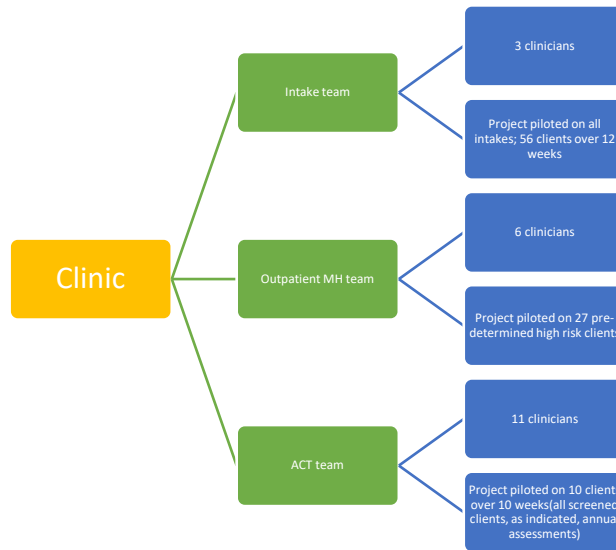 3 clinicians
Intake team
Project piloted on all
intakes; 56 clients over 12
weeks
6 clinicians
Clinic
Outpatient MH team
Project piloted on 27 pre-
determined high risk clients
11 clinicians
ACT team
Project piloted on 10 clients
over 10 weeks(all screened
clients, as indicated, annual
assessments)